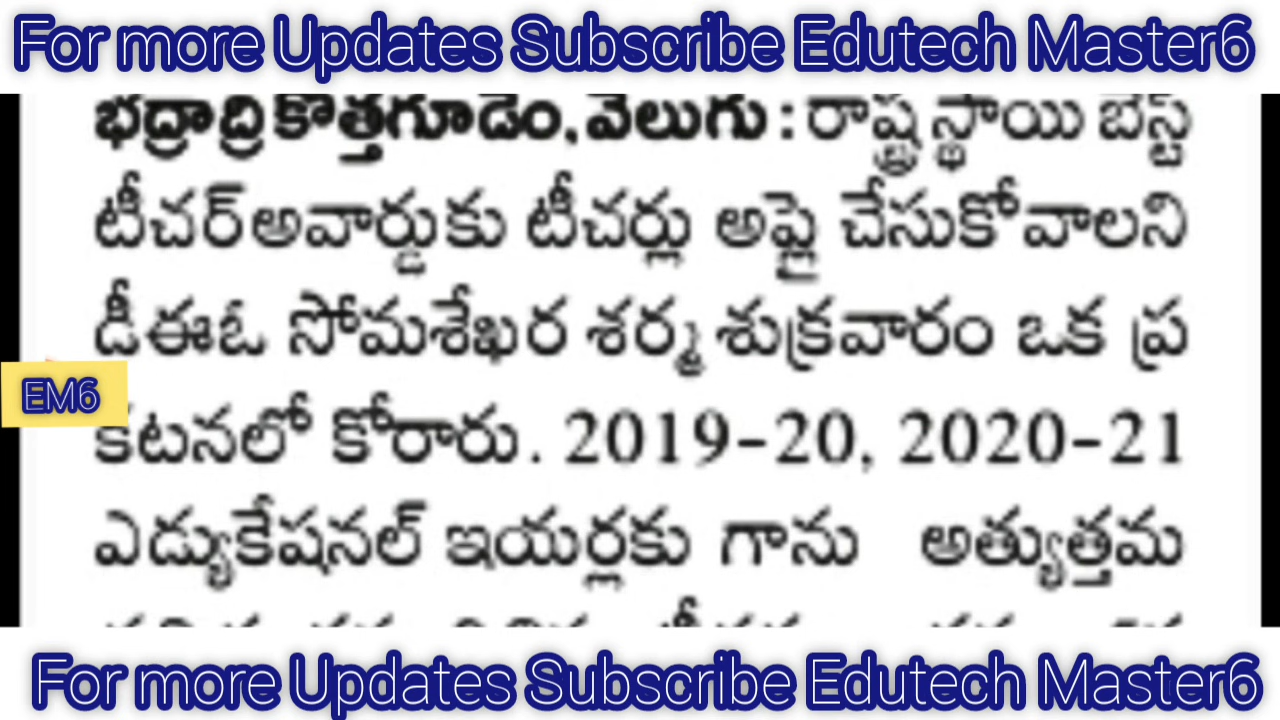 For more Updates Subscribe Edutech Master6
భద్రాద్రి కొత్తగూడెం, వెలుగు : రాష్ట్ర స్థాయి బెస్ట్
టీచర్ అవార్డుకు టీచర్లు అప్లై చేసుకోవాలని
డీఈఓ సోమశేఖర శర్మ శుక్రవారం ఒక ప్ర
EM6
కటనలో కోరారు. 2019-20, 2020-21
ఎడ్యుకేషనల్ ఇయర్లకు గాను అత్యుత్తమ
For more Updates Subscribe Edutech Master6